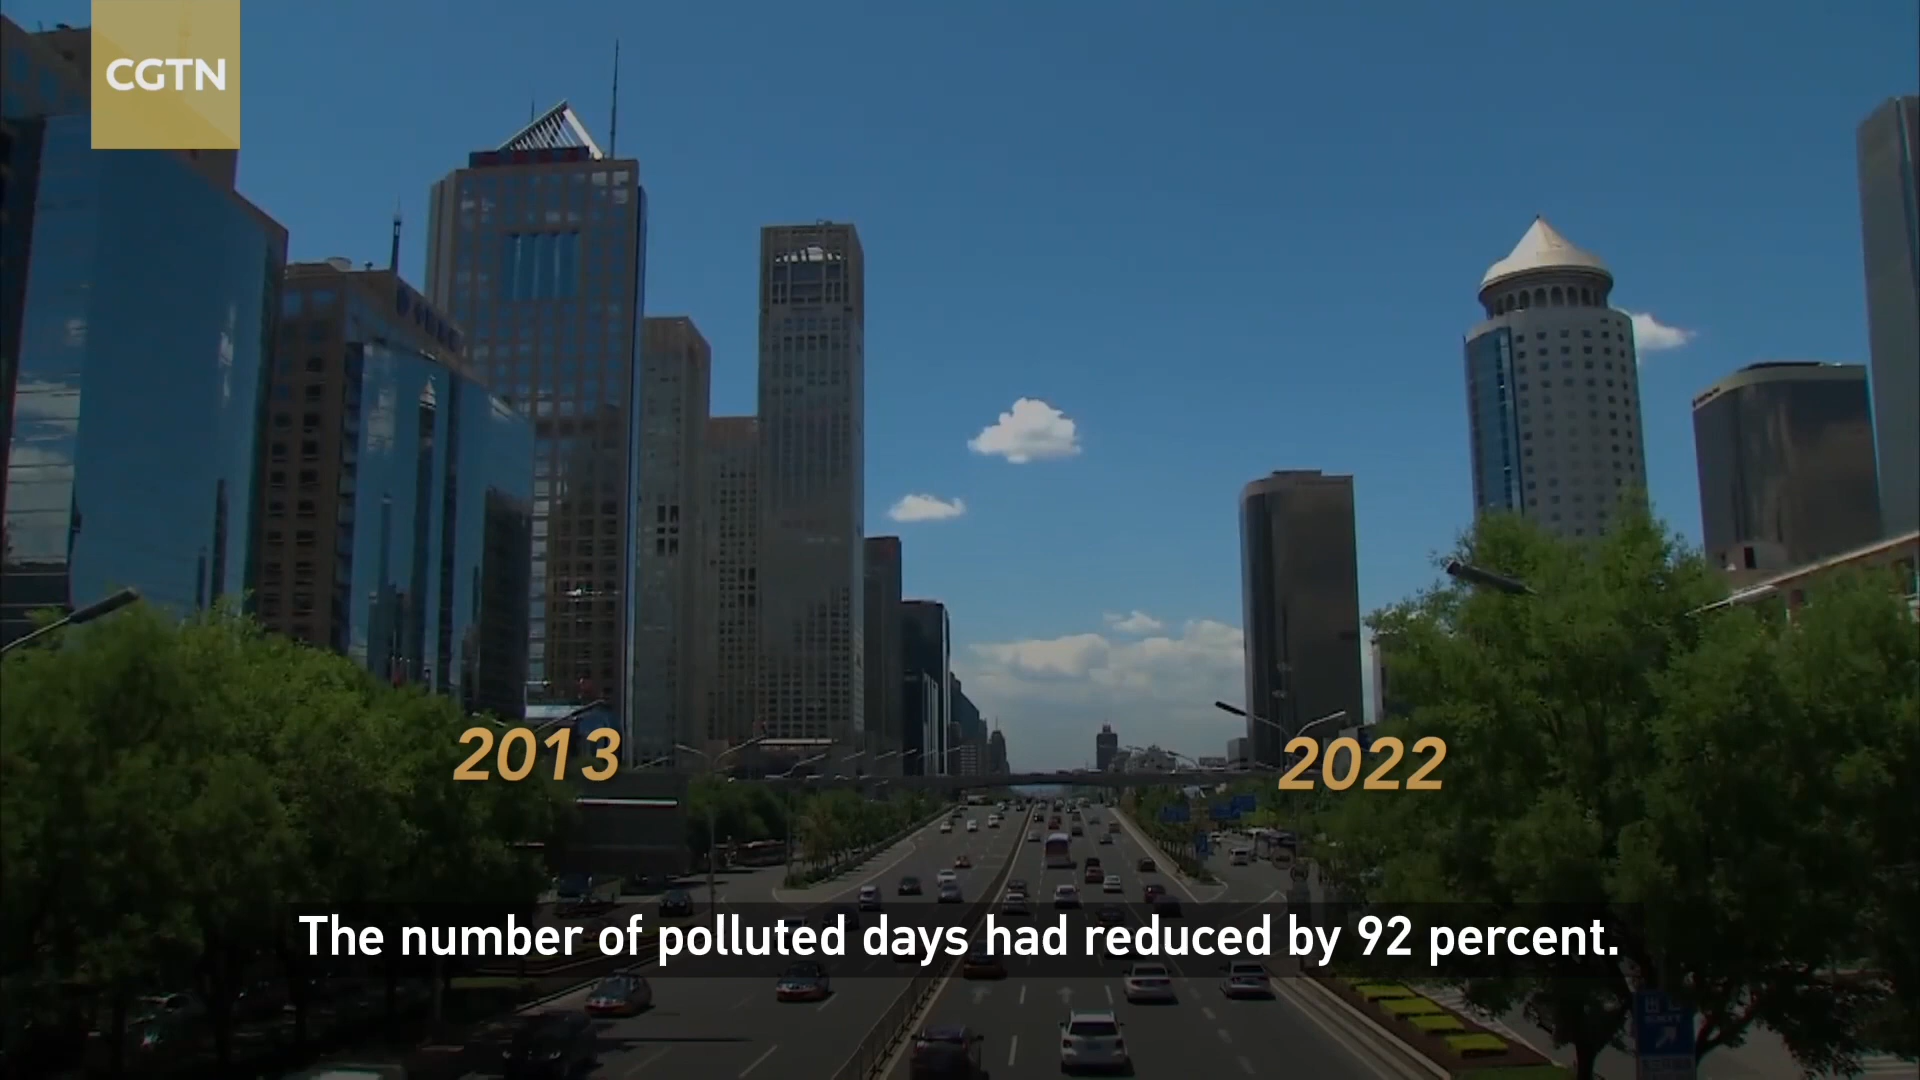 CGTN
2013
2022
The number of polluted days had reduced by 92 percent.